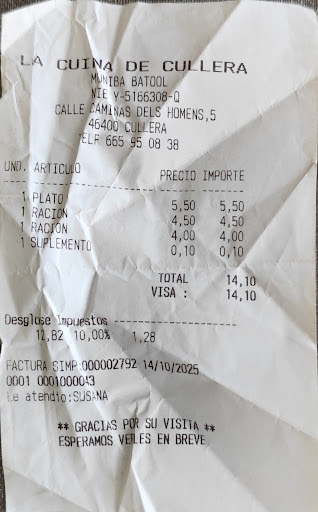 LA CUINA DE CULLERA
MUNIBA BATOOL
NIE Y-5166308-Q
CALLE CAMINAS DELS HOMENS,5
46400 CULLERA
TELF 665 95 08 38
UND. ARTICULO PRECIO IMPORTE
1 PLATO 5,50 5,50
1 RACION 4,50 4,50
1 RACION 4,00 4,00
1 SUPLEMENTO 0,10 0,10
TOTAL 14,10
VISA : 14,10
Desglose Impuestos
12,82 10,00% 1,28
FACTURA SIMP:000002792 14/10/2025
0001 0001000043
Le atendio:SUSANA
** GRACIAS POR SU VISITA **
ESPERAMOS VERLES EN BREVE